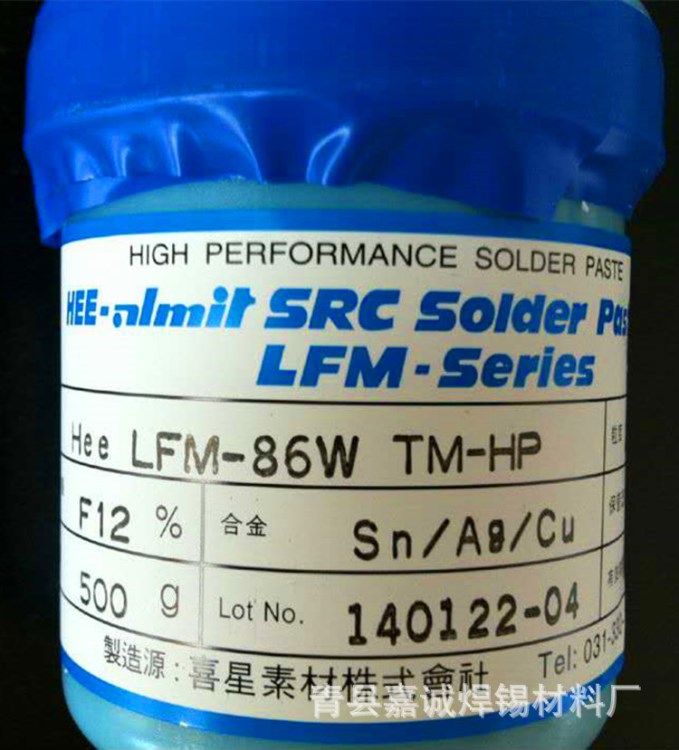 HIGH PERFORMANCE SOLDER PASTE
HEE-almit SRC Solder Pas
LFM-Series
Hee LFM-86W TM-HP
F12 % 合金 Sn/Ag/Cu
500 g Lot No. 140122-04
製造源:喜星素材株式會社 Tel: 031-330-
青县嘉诚焊锡材料厂